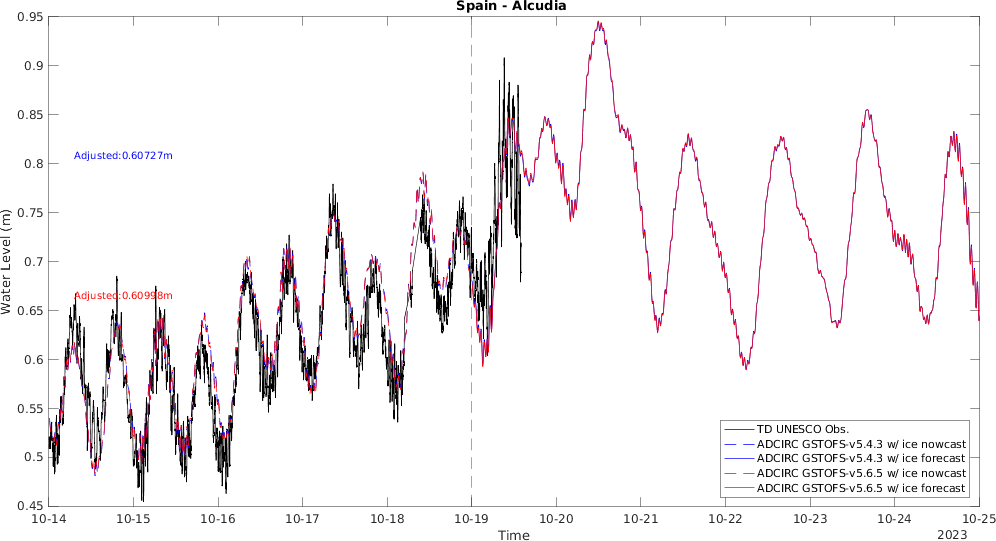 Spain - Alcudia
0.95
0.9
0.85
0.8
0.75
0.7
0.65
0.6
0.55
0.5
0.45
Water Level (m)
Adjusted:0.60727m
Adjusted:0.60998m
TD UNESCO Obs.
ADCIRC GSTOFS-v5.4.3 w/ ice nowcast
ADCIRC GSTOFS-v5.4.3 w/ ice forecast
ADCIRC GSTOFS-v5.6.5 w/ ice nowcast
ADCIRC GSTOFS-v5.6.5 w/ ice forecast
10-14 10-15 10-16 10-17 10-18 10-19 10-20 10-21 10-22 10-23 10-24 10-25
Time
2023